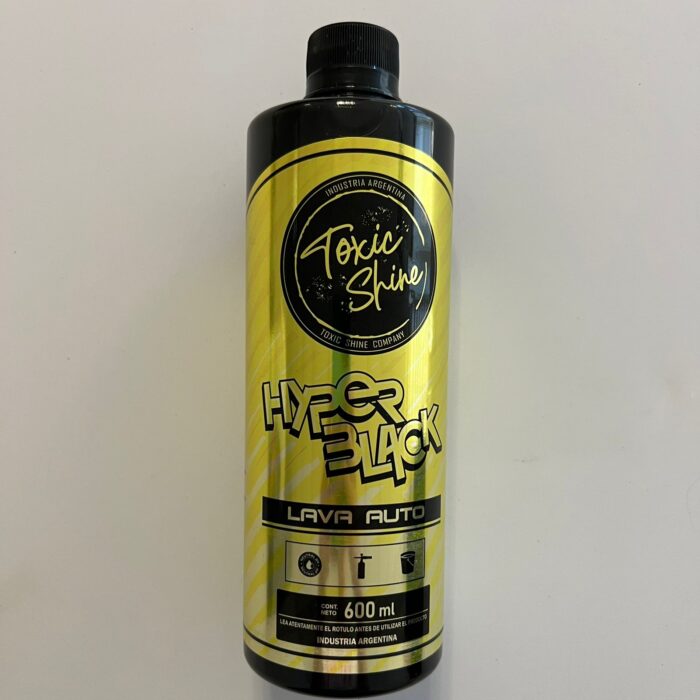 INDUSTRIA ARGENTINA
Toxic
Shine
TOXIC SHINE COMPANY
HYPER
BLACK
LAVA AUTO
CONT.
NETO 600 ml
LEA ATENTAMENTE EL ROTULO ANTES DE UTILIZAR EL PRODUCTO
INDUSTRIA ARGENTINA